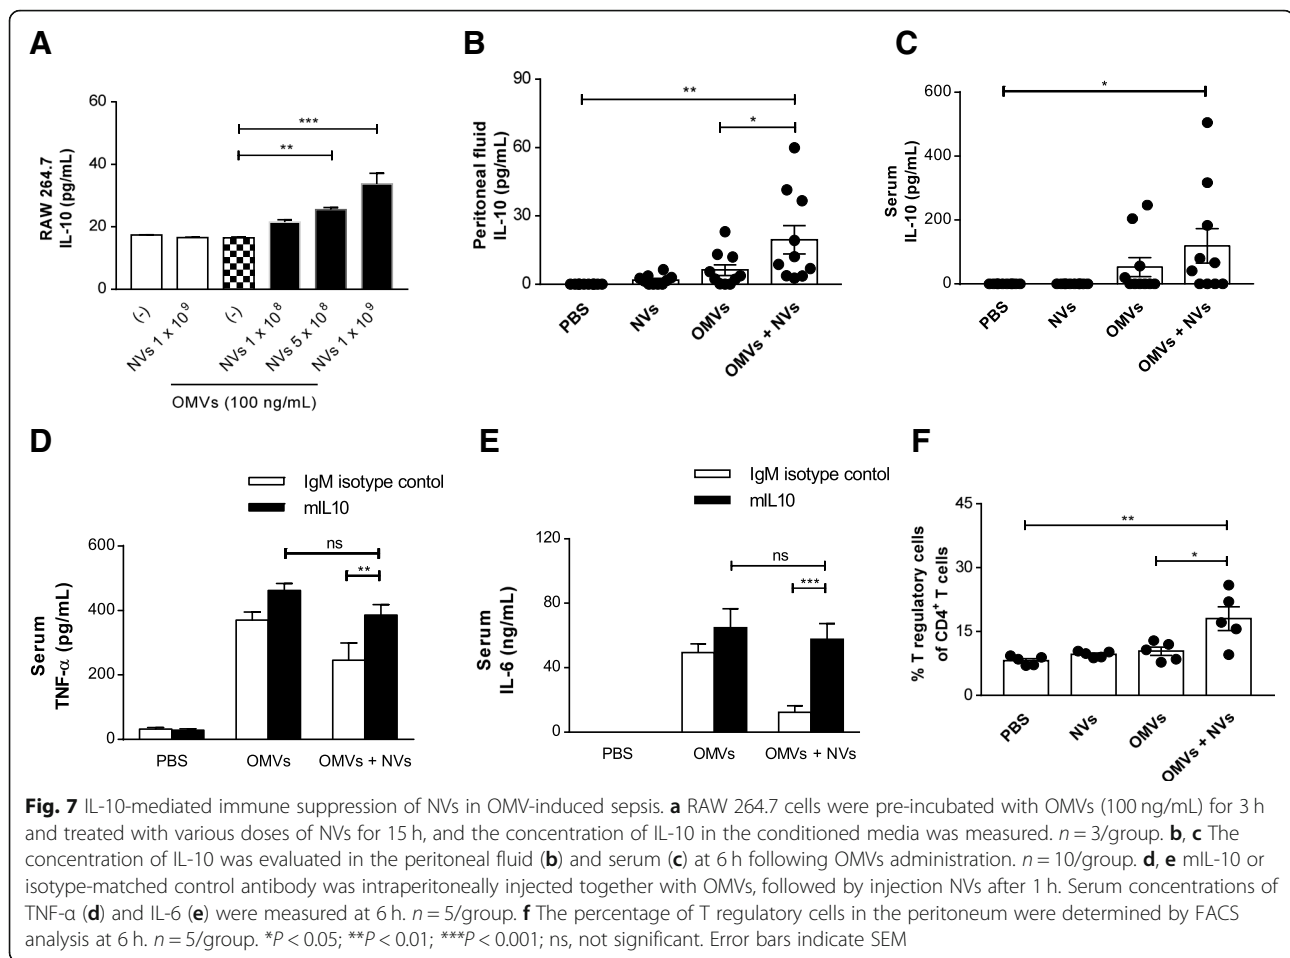 A
RAW 264.7
IL-10 (pg/mL)
60
40
20
0
***
**
(-)
NVs 1 x 10^9
(-)
NVs 1 x 10^8
NVs 5 x 10^8
NVs 1 x 10^9
OMVs (100 ng/mL)
B
Peritoneal fluid
IL-10 (pg/mL)
90
60
30
0
**
*
PBS
NVs
OMVs
OMVs + NVs
C
Serum
IL-10 (pg/mL)
600
400
200
0
*
PBS
NVs
OMVs
OMVs + NVs
D
IgM isotype contol
mIL10
Serum
TNF-α (pg/mL)
600
400
200
0
ns
**
PBS
OMVs
OMVs + NVs
E
IgM isotype contol
mIL10
Serum
IL-6 (ng/mL)
120
80
40
0
ns
***
PBS
OMVs
OMVs + NVs
F
% T regulatory cells
of CD4+ T cells
45
30
15
0
**
*
PBS
NVs
OMVs
OMVs + NVs
Fig. 7 IL-10-mediated immune suppression of NVs in OMV-induced sepsis. a RAW 264.7 cells were pre-incubated with OMVs (100 ng/mL) for 3 h
and treated with various doses of NVs for 15 h, and the concentration of IL-10 in the conditioned media was measured. n = 3/group. b, c The
concentration of IL-10 was evaluated in the peritoneal fluid (b) and serum (c) at 6 h following OMVs administration. n = 10/group. d, e mIL-10 or
isotype-matched control antibody was intraperitoneally injected together with OMVs, followed by injection NVs after 1 h. Serum concentrations of
TNF-α (d) and IL-6 (e) were measured at 6 h. n = 5/group. f The percentage of T regulatory cells in the peritoneum were determined by FACS
analysis at 6 h. n = 5/group. *P < 0.05; **P < 0.01; ***P < 0.001; ns, not significant. Error bars indicate SEM